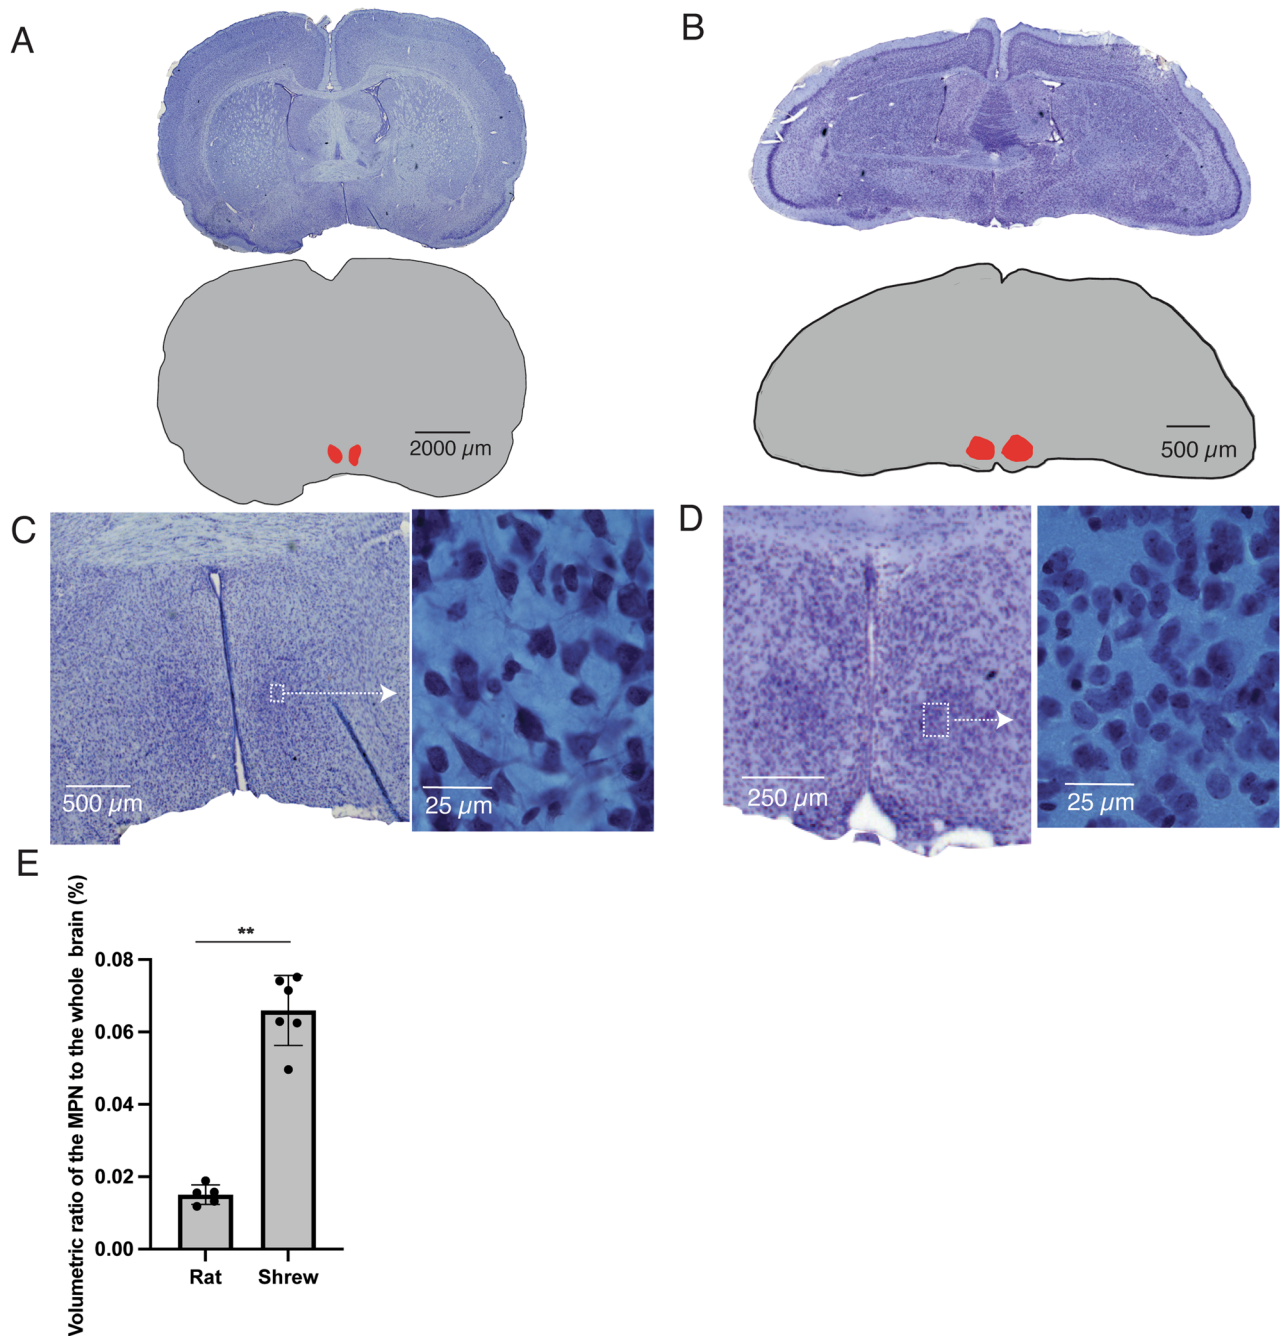 A
B
2000 µm
500 µm
C
D
500 µm
25 µm
250 µm
25 µm
E
Volumetric ratio of the MPN to the whole brain (%)
**
0.08
0.06
0.04
0.02
0.00
Rat
Shrew